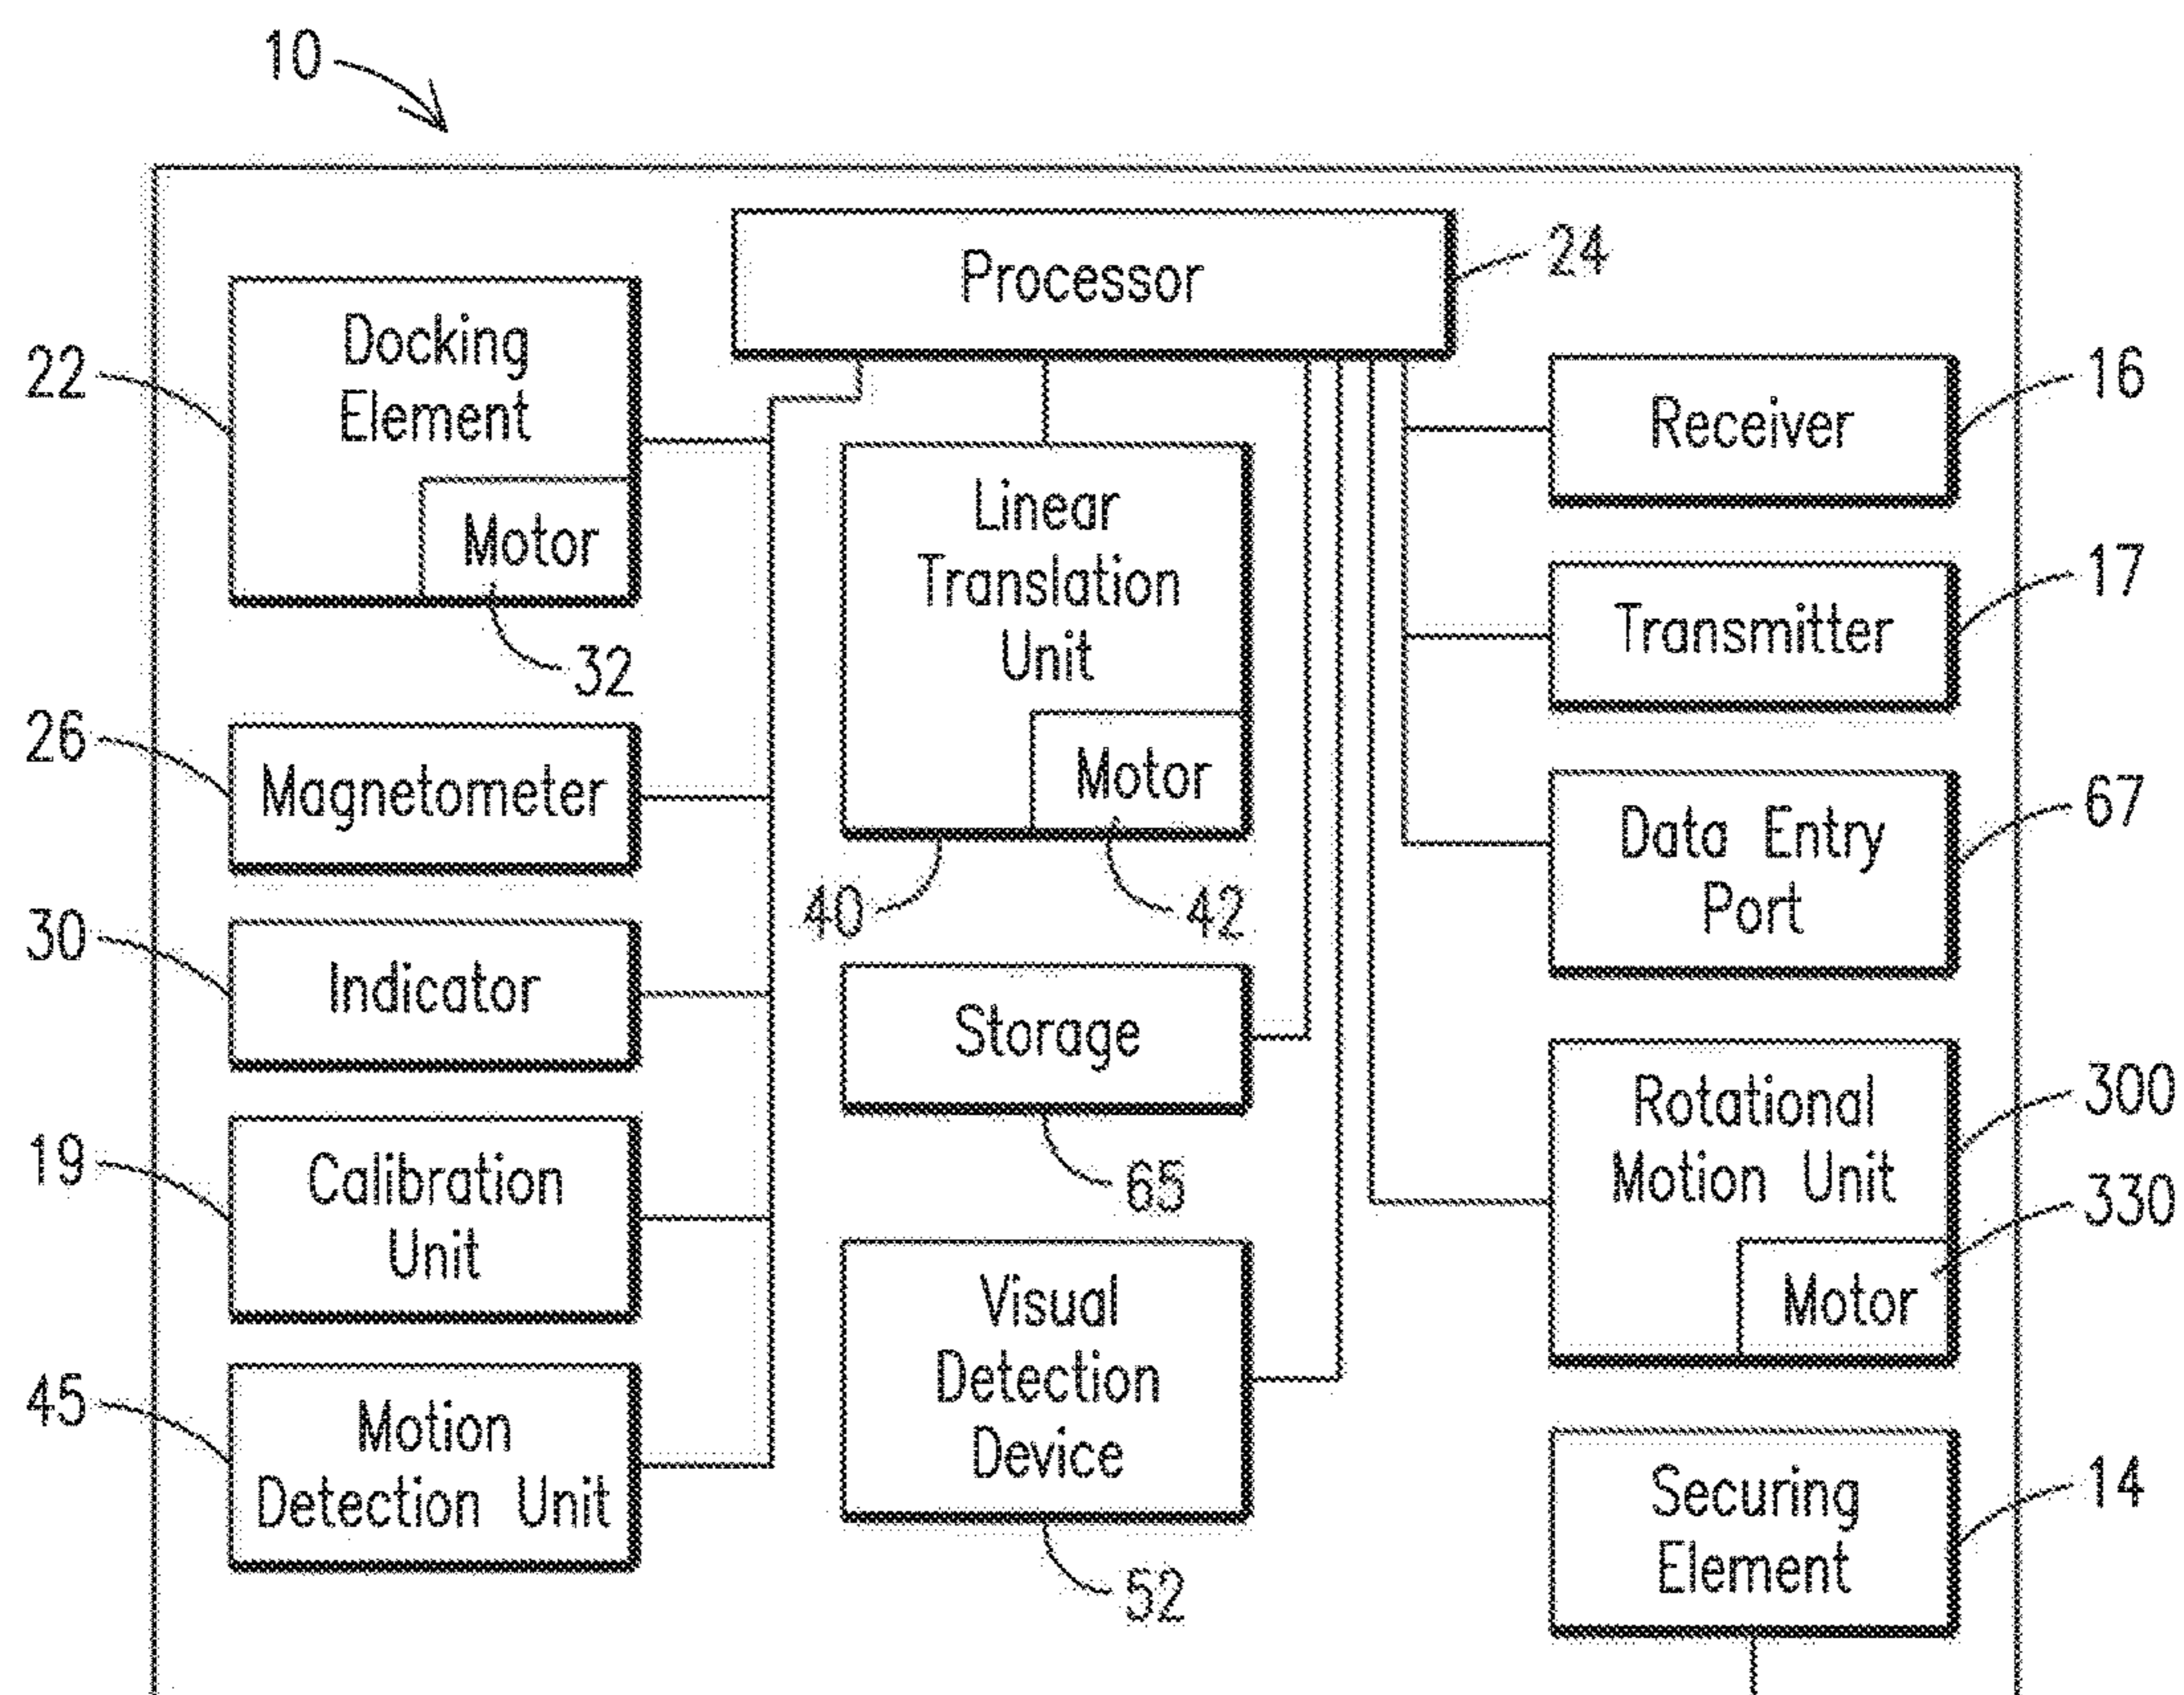 10
Processor
24
Docking
Element
22
Motor
32
Receiver
16
Linear
Translation
Unit
Motor
40
42
Transmitter
17
26
Magnetometer
Data Entry
Port
67
30
Indicator
Storage
65
Rotational
Motion Unit
300
Motor
330
19
Calibration
Unit
Visual
Detection
Device
52
45
Motion
Detection Unit
Securing
Element
14